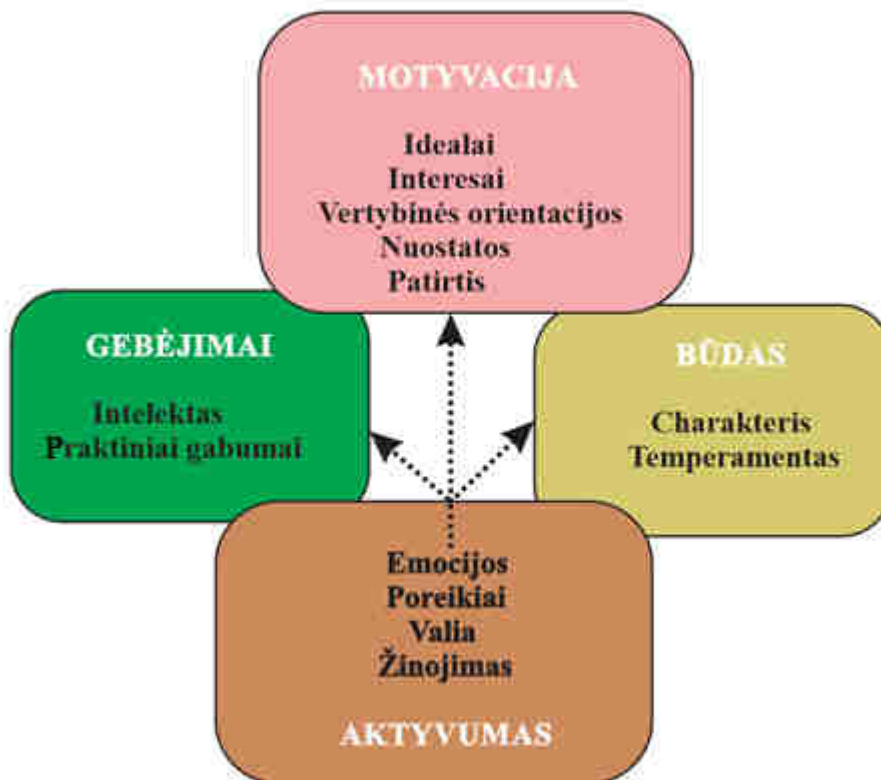 MOTYVACIJA
Idealai
Interesai
Vertybinės orientacijos
Nuostatos
Patirtis
GEBĖJIMAI
Intelektas
Praktiniai gabumai
BŪDAS
Charakteris
Temperamentas
Emocijos
Poreikiai
Valia
Žinojimas
AKTYVUMAS